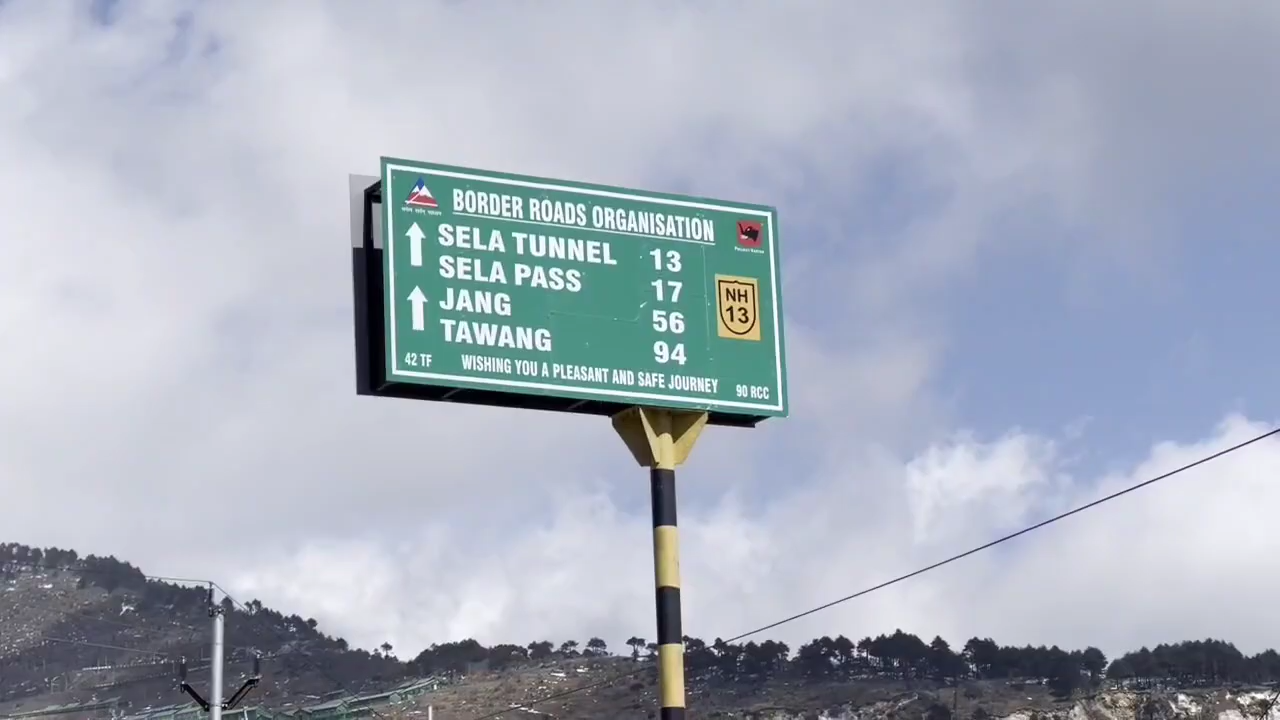 BORDER ROADS ORGANISATION
SELA TUNNEL 13
SELA PASS 17
JANG 56
TAWANG 94
NH
13
42 TF
WISHING YOU A PLEASANT AND SAFE JOURNEY
90 RCC